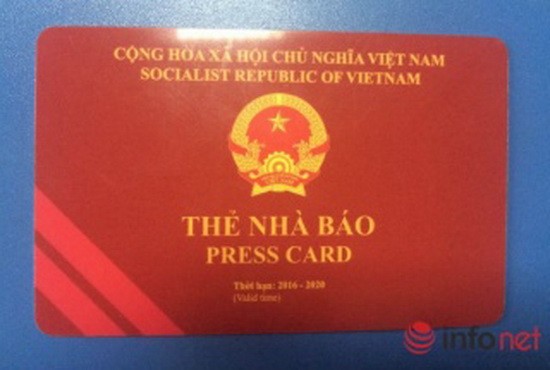 CỘNG HÒA XÃ HỘI CHỦ NGHĨA VIỆT NAM
SOCIALIST REPUBLIC OF VIETNAM
THẺ NHÀ BÁO
PRESS CARD
Thời hạn: 2016 - 2020
(Valid time)
infonet